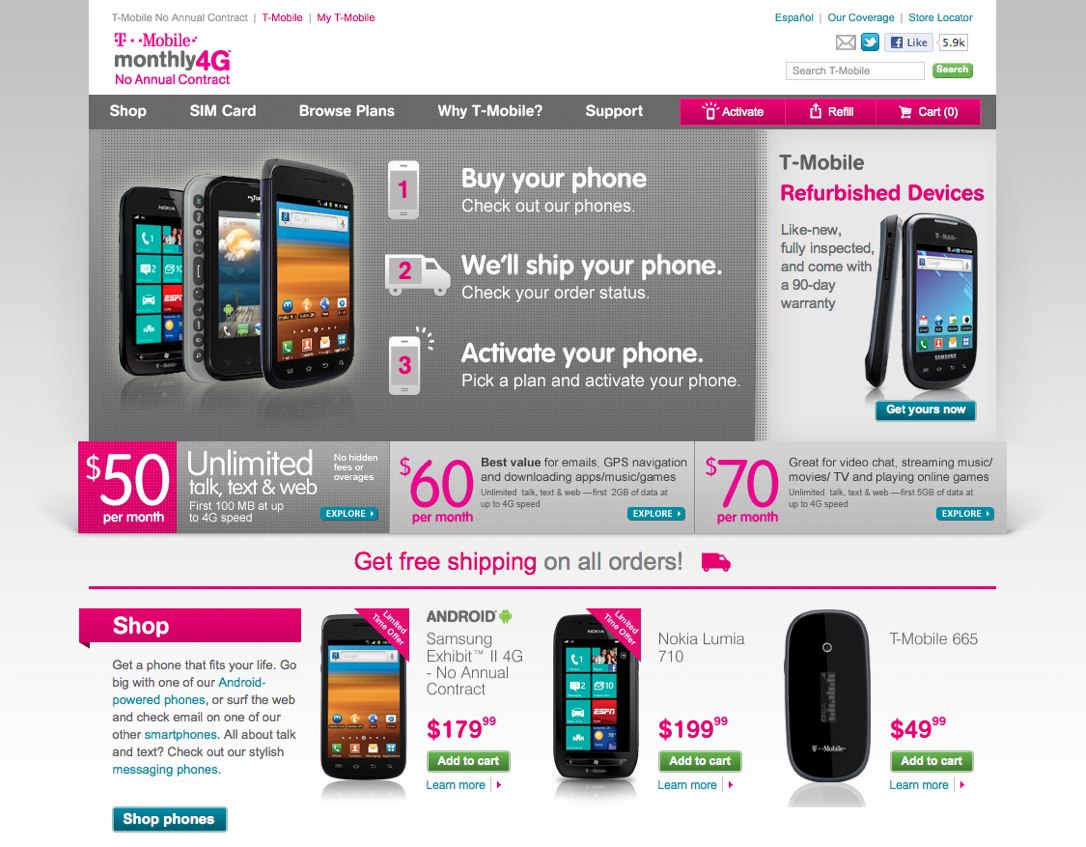 T-Mobile No Annual Contract | T-Mobile | My T-Mobile
Español | Our Coverage | Store Locator
T··Mobile·
monthly4G™
No Annual Contract
Like 5.9k
Search T-Mobile Search
Shop SIM Card Browse Plans Why T-Mobile? Support Activate Refill Cart (0)
1
Buy your phone
Check out our phones.
2
We'll ship your phone.
Check your order status.
3
Activate your phone.
Pick a plan and activate your phone.
NOKIA
ESPN
Google
T-Mobile
Refurbished Devices
Like-new,
fully inspected,
and come with
a 90-day
warranty
T··Mobile·
SAMSUNG
Get yours now
$50
per month
Unlimited
talk, text & web
First 100 MB at up
to 4G speed
No hidden
fees or
overages
EXPLORE
$60
per month
Best value for emails, GPS navigation
and downloading apps/music/games
Unlimited talk, text & web —first 2GB of data at
up to 4G speed
EXPLORE
$70
per month
Great for video chat, streaming music/
movies/ TV and playing online games
Unlimited talk, text & web —first 5GB of data at
up to 4G speed
EXPLORE
Get free shipping on all orders!
Shop
Get a phone that fits your life. Go
big with one of our Android-
powered phones, or surf the web
and check email on one of our
other smartphones. All about talk
and text? Check out our stylish
messaging phones.
Shop phones
Limited
Time Offer
ANDROID
Samsung
Exhibit™ II 4G
- No Annual
Contract
$179.99
Add to cart
Learn more
Limited
Time Offer
NOKIA
ESPN
Nokia Lumia
710
$199.99
Add to cart
Learn more
T··Mobile·
T-Mobile 665
$49.99
Add to cart
Learn more